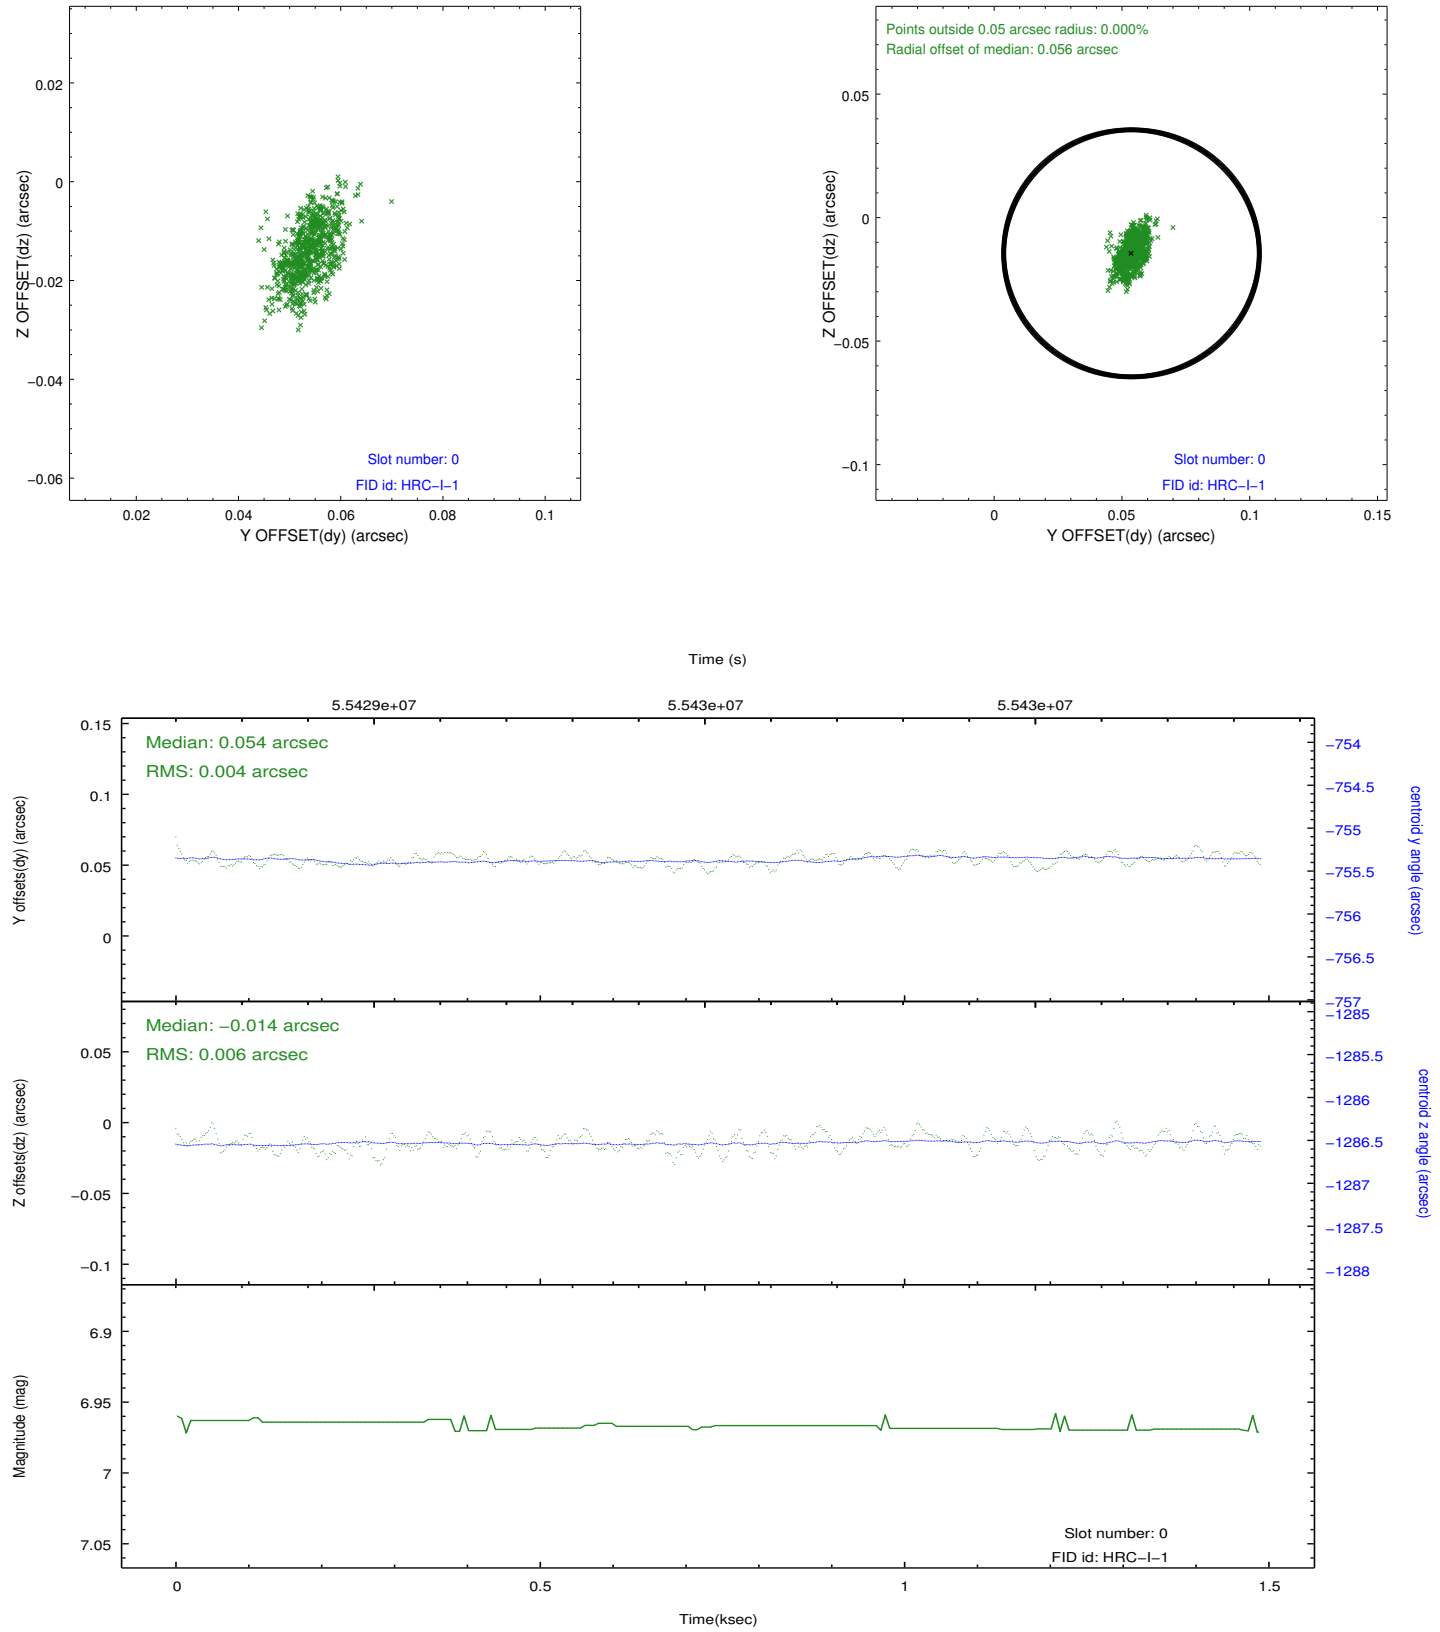 0.02
0
−0.02
−0.04
−0.06
Z OFFSET(dz) (arcsec)
Slot number: 0
FID id: HRC−I−1
0.02
0.04
0.06
0.08
0.1
Y OFFSET(dy) (arcsec)
Points outside 0.05 arcsec radius: 0.000%
Radial offset of median: 0.056 arcsec
0.05
0
−0.05
−0.1
Z OFFSET(dz) (arcsec)
Slot number: 0
FID id: HRC−I−1
0
0.05
0.1
0.15
Y OFFSET(dy) (arcsec)
Time (s)
5.5429e+07
5.543e+07
5.543e+07
Median: 0.054 arcsec
RMS: 0.004 arcsec
0.15
0.1
0.05
0
Y offsets(dy) (arcsec)
−754
−754.5
−755
−755.5
−756
−756.5
−757
centroid y angle (arcsec)
Median: −0.014 arcsec
RMS: 0.006 arcsec
0.05
0
−0.05
−0.1
Z offsets(dz) (arcsec)
−1285
−1285.5
−1286
−1286.5
−1287
−1287.5
−1288
centroid z angle (arcsec)
6.9
6.95
7
7.05
Magnitude (mag)
Slot number: 0
FID id: HRC−I−1
0
0.5
1
1.5
Time(ksec)